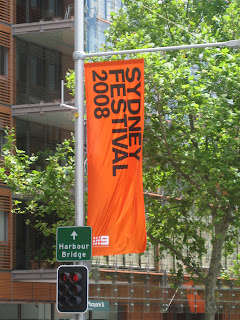 SYDNEY
FESTIVAL
2008
Harbour
Bridge